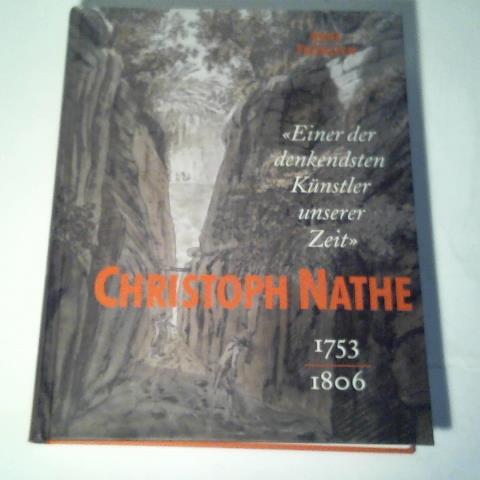 «Einer der
denkendsten
Künstler
unserer
Zeit»
CHRISTOPH NATHE
1753
1806